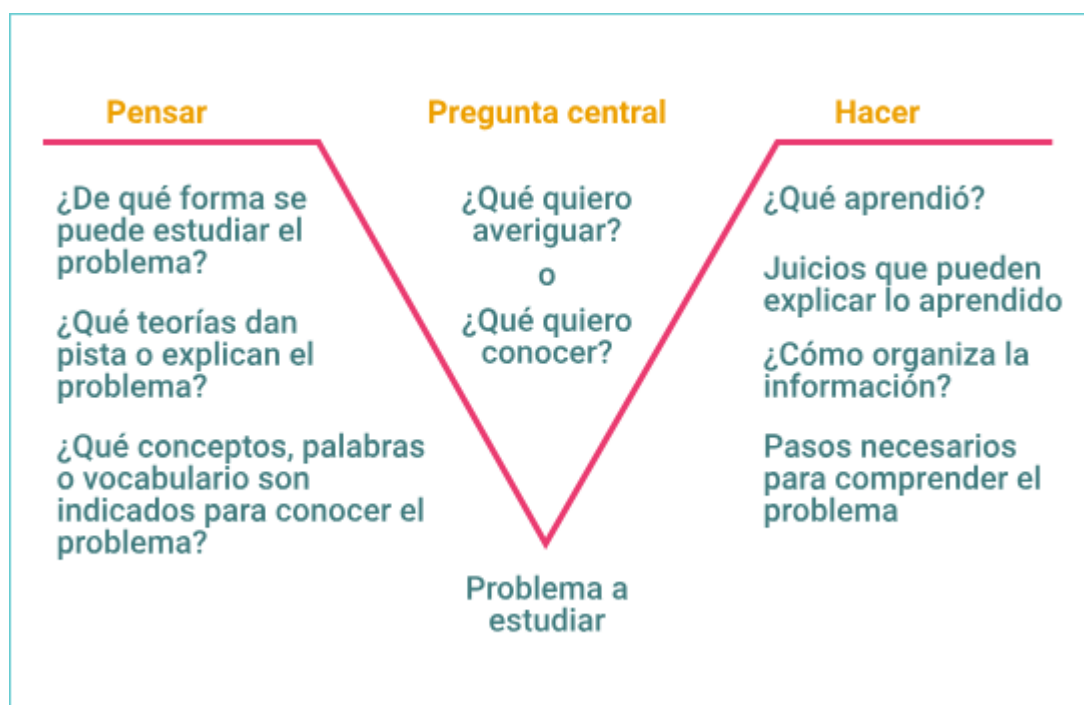 Pensar
¿De qué forma se
puede estudiar el
problema?
¿Qué teorías dan
pista o explican el
problema?
¿Qué conceptos, palabras
o vocabulario son
indicados para conocer el
problema?
Pregunta central
¿Qué quiero
averiguar?
o
¿Qué quiero
conocer?
Problema a
estudiar
Hacer
¿Qué aprendió?
Juicios que pueden
explicar lo aprendido
¿Cómo organiza la
información?
Pasos necesarios
para comprender el
problema